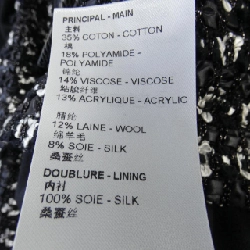 PRINCIPAL - MAIN
主料
35% COTON - COTTON
棉
18% POLYAMIDE -
POLYAMIDE
锦纶
14% VISCOSE - VISCOSE
粘胶纤维
13% ACRYLIQUE - ACRYLIC
腈纶
12% LAINE - WOOL
绵羊毛
8% SOIE - SILK
桑蚕丝
DOUBLURE - LINING
内衬
100% SOIE - SILK
桑蚕丝